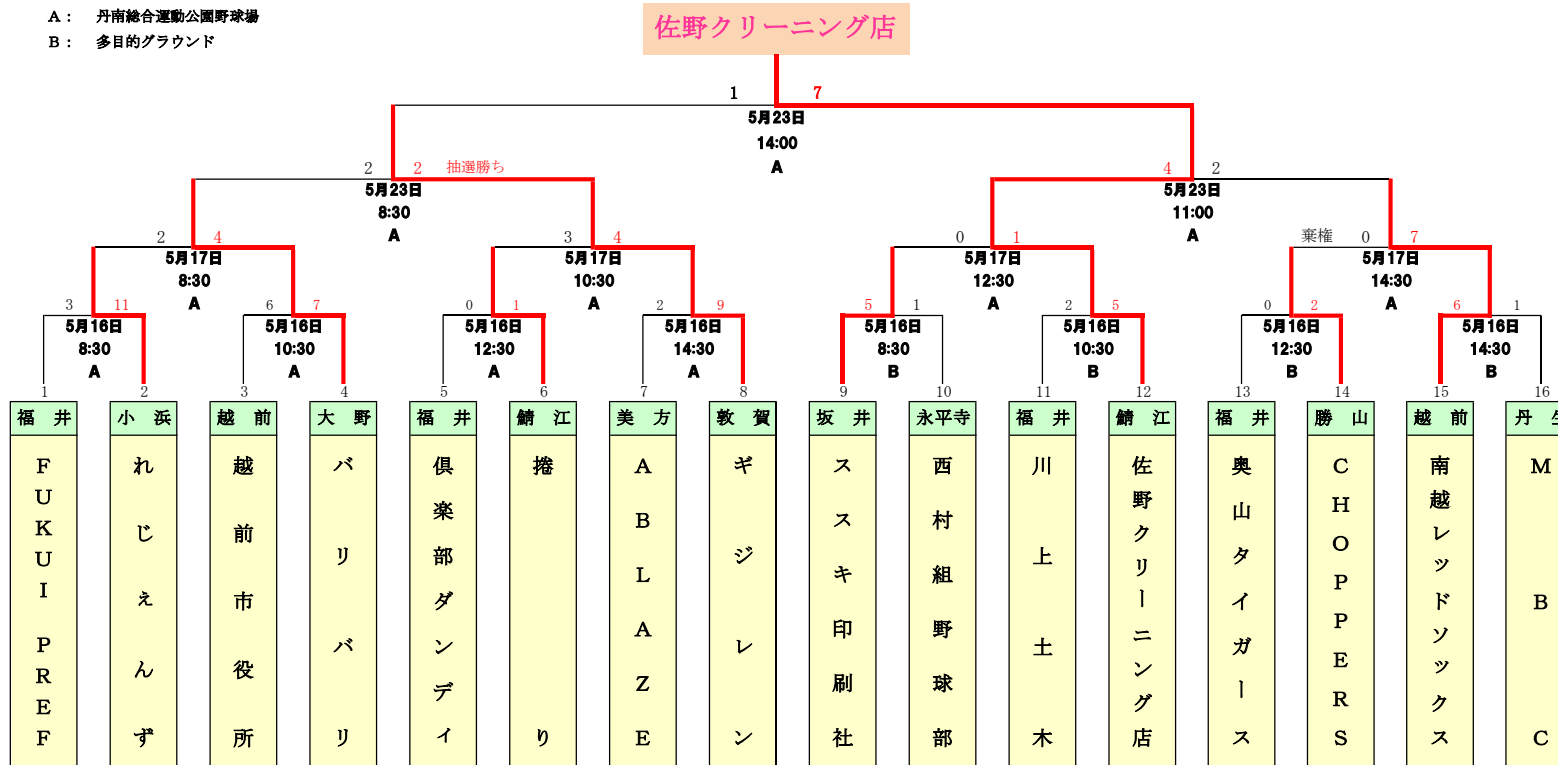 A： 丹南総合運動公園野球場
B： 多目的グラウンド
佐野クリーニング店
1 7
5月23日
14:00
A
2 2 抽選勝ち
5月23日
8:30
A
4 2
5月23日
11:00
A
2 4
5月17日
8:30
A
3 4
5月17日
10:30
A
0 1
5月17日
12:30
A
棄権 0 7
5月17日
14:30
A
3 11
5月16日
8:30
A
6 7
5月16日
10:30
A
0 1
5月16日
12:30
A
2 9
5月16日
14:30
A
5 1
5月16日
8:30
B
2 5
5月16日
10:30
B
0 2
5月16日
12:30
B
6 1
5月16日
14:30
B
1 2 3 4 5 6 7 8 9 10 11 12 13 14 15 16
福井 小浜 越前 大野 福井 鯖江 美方 敦賀 坂井 永平寺 福井 鯖江 福井 勝山 越前 丹生
FUKUI PREF
れじぇんず
越前市役所
バリバリ
倶楽部ダンディ
捲り
ABLAZE
ギジレン
ススキ印刷社
西村組野球部
川上土木
佐野クリーニング店
奥山タイガース
CHOPPERS
南越レッドソックス
MBC